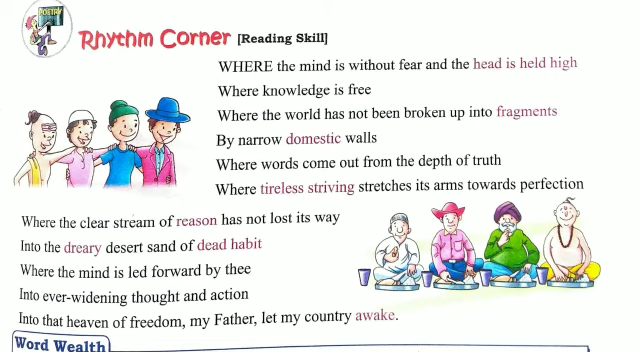 POETRY
Rhythm Corner [Reading Skill]
WHERE the mind is without fear and the head is held high
Where knowledge is free
Where the world has not been broken up into fragments
By narrow domestic walls
Where words come out from the depth of truth
Where tireless striving stretches its arms towards perfection
Where the clear stream of reason has not lost its way
Into the dreary desert sand of dead habit
Where the mind is led forward by thee
Into ever-widening thought and action
Into that heaven of freedom, my Father, let my country awake.
Word Wealth